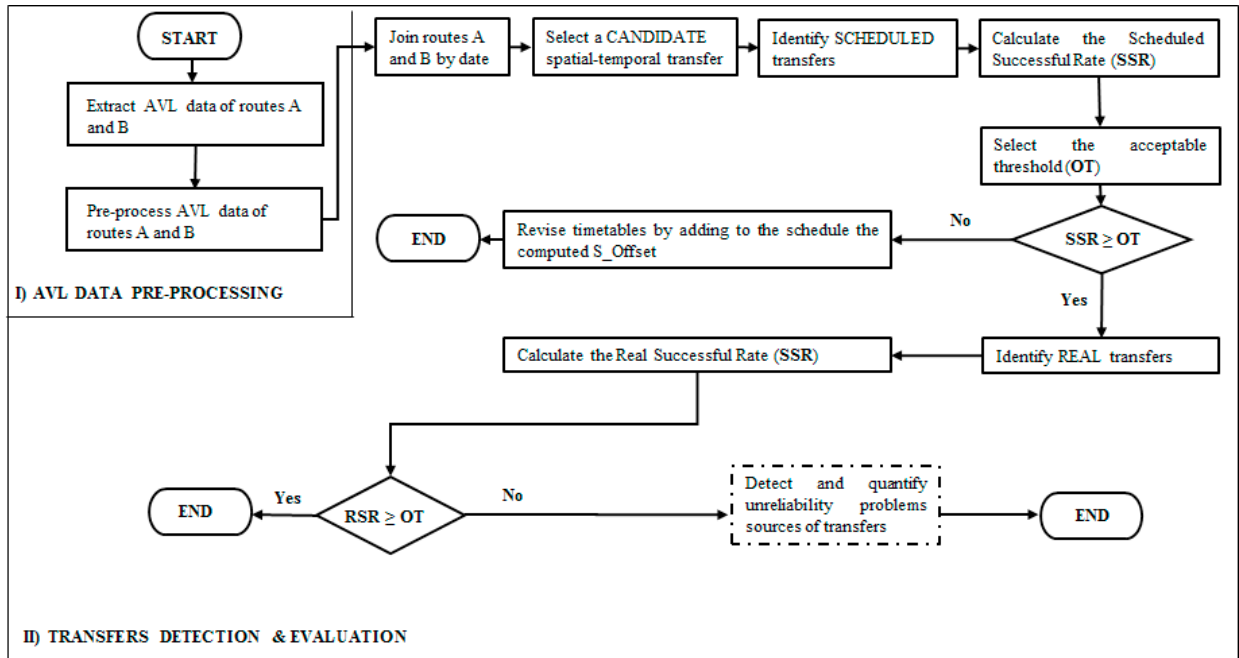 START
Extract AVL data of routes A
and B
Pre-process AVL data of
routes A and B
I) AVL DATA PRE-PROCESSING
Join routes A
and B by date
Select a CANDIDATE
spatial-temporal transfer
Identify SCHEDULED
transfers
Calculate the Scheduled
Successful Rate (SSR)
Select the acceptable
threshold (OT)
SSR ≥ OT
No
Revise timetables by adding to the schedule the
computed S_Offset
END
Yes
Identify REAL transfers
Calculate the Real Successful Rate (SSR)
RSR ≥ OT
Yes
END
No
Detect and quantify
unreliability problems
sources of transfers
END
II) TRANSFERS DETECTION & EVALUATION